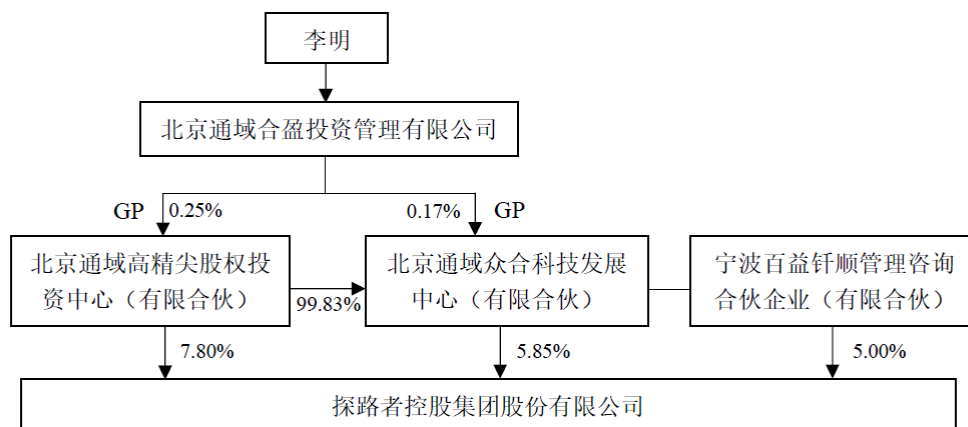 李明
北京通域合盈投资管理有限公司
GP
0.25%
0.17%
GP
北京通域高精尖股权投
资中心（有限合伙）
99.83%
北京通域众合科技发展
中心（有限合伙）
宁波百益钎顺管理咨询
合伙企业（有限合伙）
7.80%
5.85%
5.00%
探路者控股集团股份有限公司